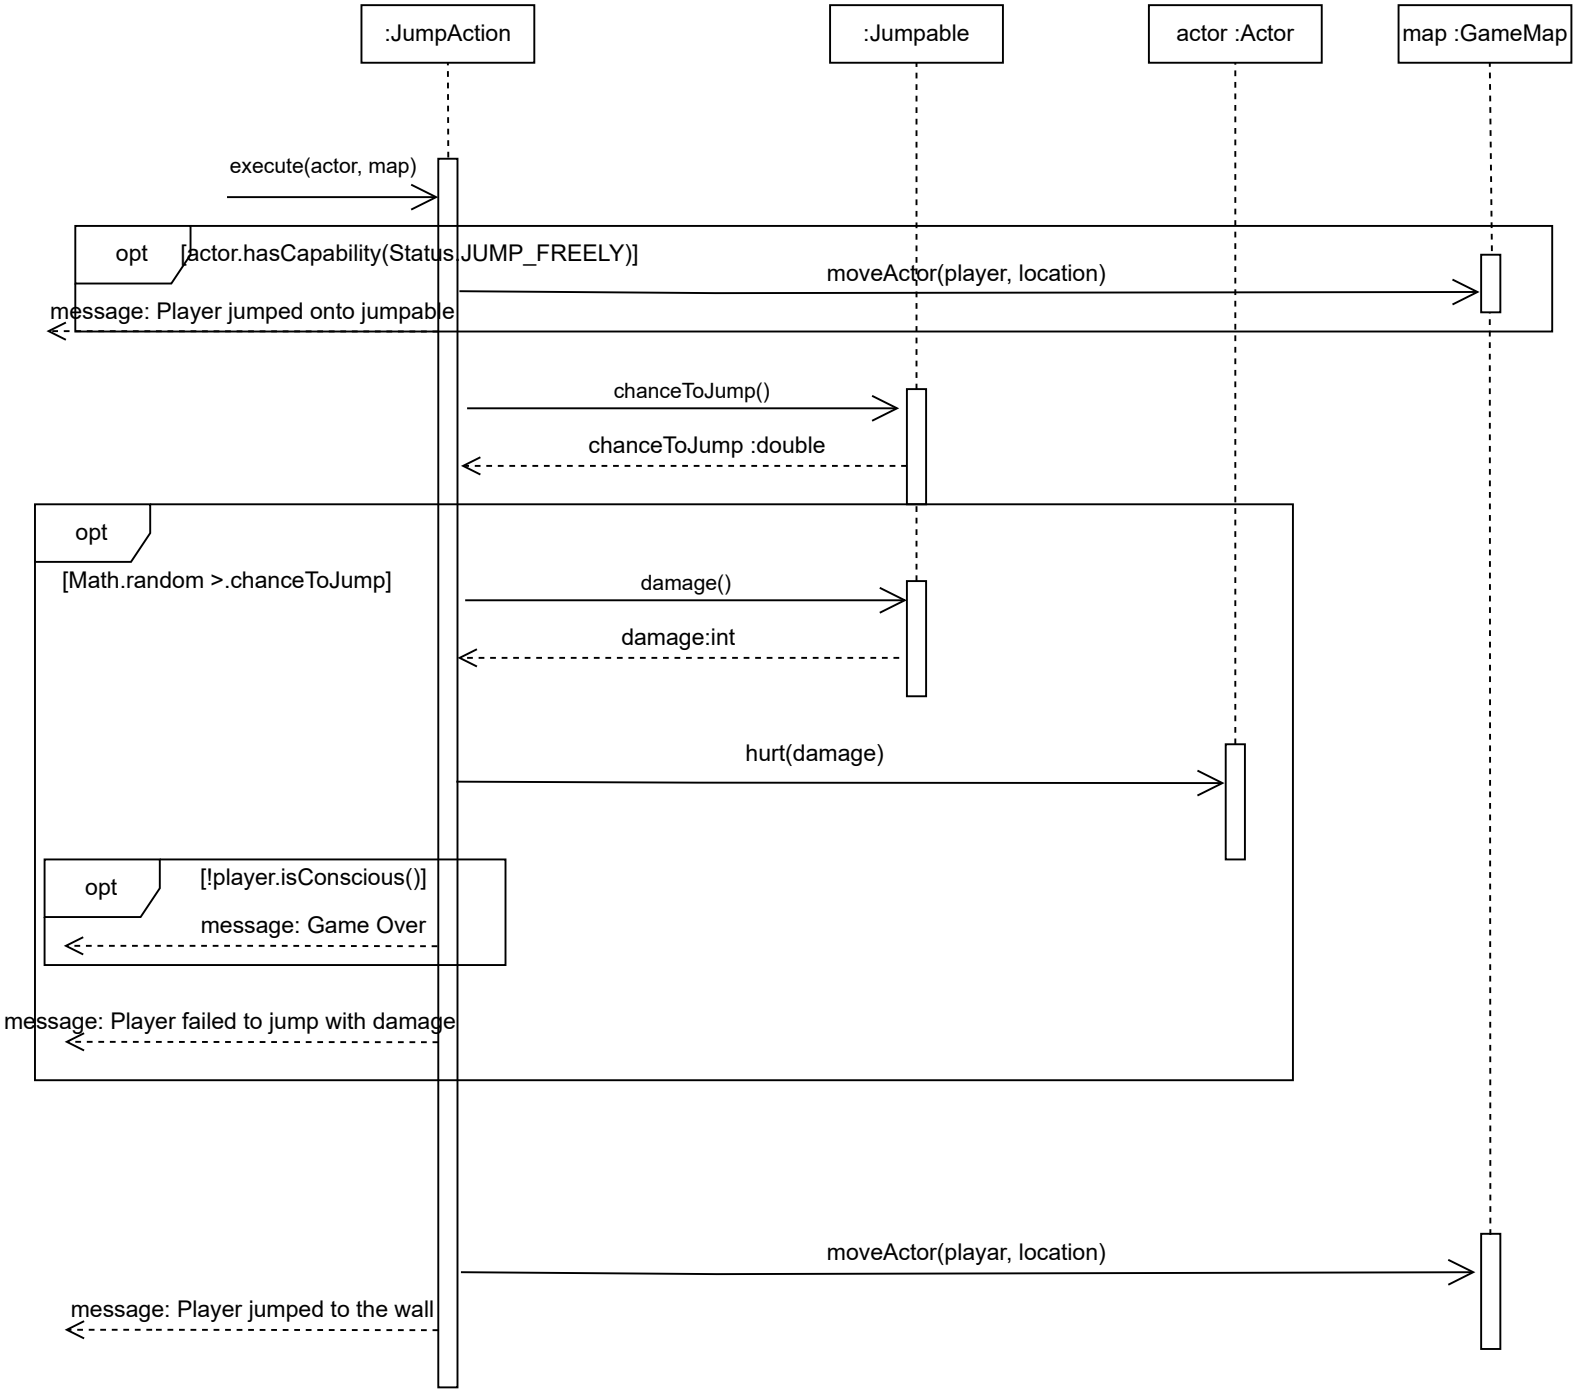 :JumpAction
:Jumpable
actor :Actor
map :GameMap
execute(actor, map)
opt
[actor.hasCapability(Status.JUMP_FREELY)]
moveActor(player, location)
message: Player jumped onto jumpable
chanceToJump()
chanceToJump :double
opt
[Math.random >.chanceToJump]
damage()
damage:int
hurt(damage)
opt
[!player.isConscious()]
message: Game Over
message: Player failed to jump with damage
moveActor(playar, location)
message: Player jumped to the wall